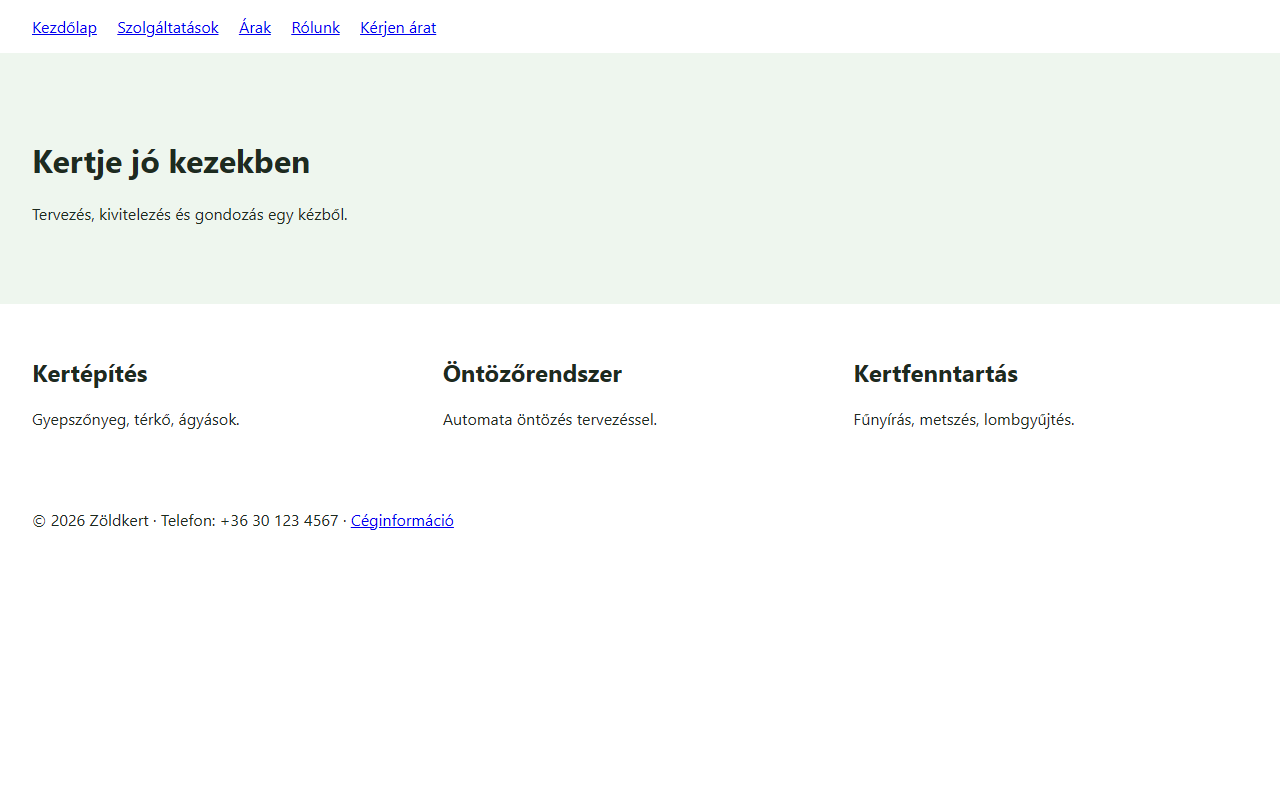 Kezdőlap Szolgáltatások Árak Rólunk Kérjen árat
Kertje jó kezekben
Tervezés, kivitelezés és gondozás egy kézből.
Kertépítés
Gyepszőnyeg, térkő, ágyások.
Öntözőrendszer
Automata öntözés tervezéssel.
Kertfenntartás
Fűnyírás, metszés, lombgyűjtés.
© 2026 Zöldkert · Telefon: +36 30 123 4567 · Céginformáció